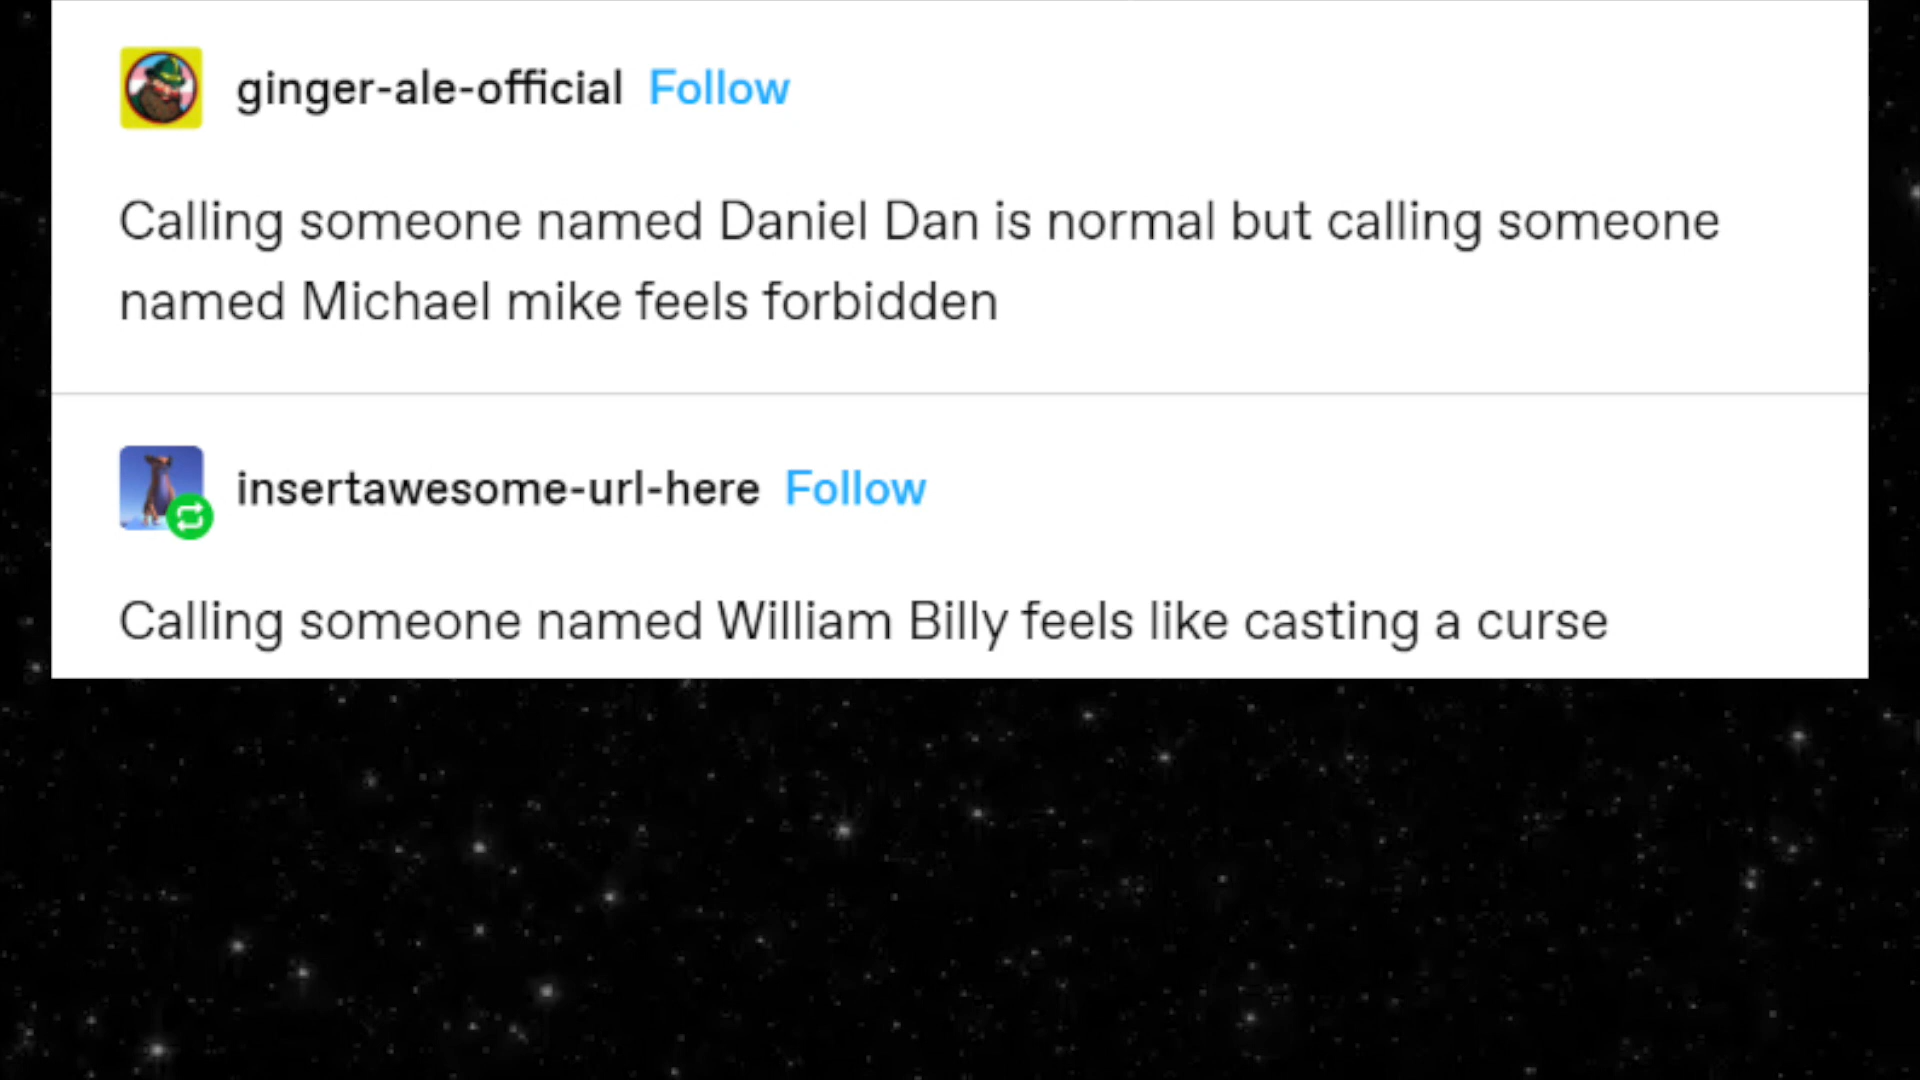 ginger-ale-official Follow
Calling someone named Daniel Dan is normal but calling someone
named Michael mike feels forbidden
insertawesome-url-here Follow
Calling someone named William Billy feels like casting a curse